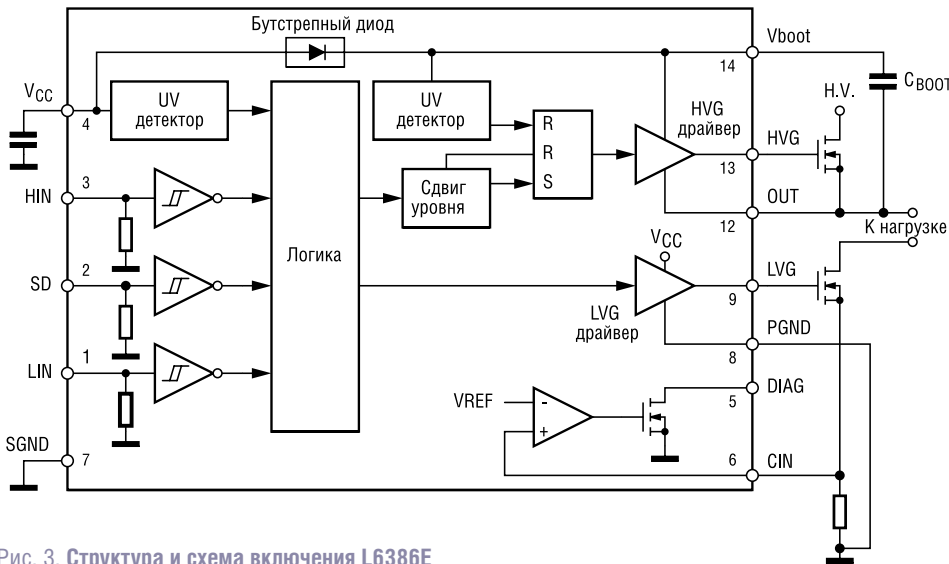 Бутстрепный диод
Vboot
14
C BOOT
H.V.
VCC
4
UV
детектор
UV
детектор
HVG
драйвер
HVG
13
R
R
S
HIN
3
Сдвиг
уровня
OUT
12
К нагрузке
Логика
VCC
SD
2
LVG
9
LVG
драйвер
PGND
8
LIN
1
DIAG
5
VREF
-
+
SGND
7
6
CIN
Рис. 3. Структура и схема включения L6386E